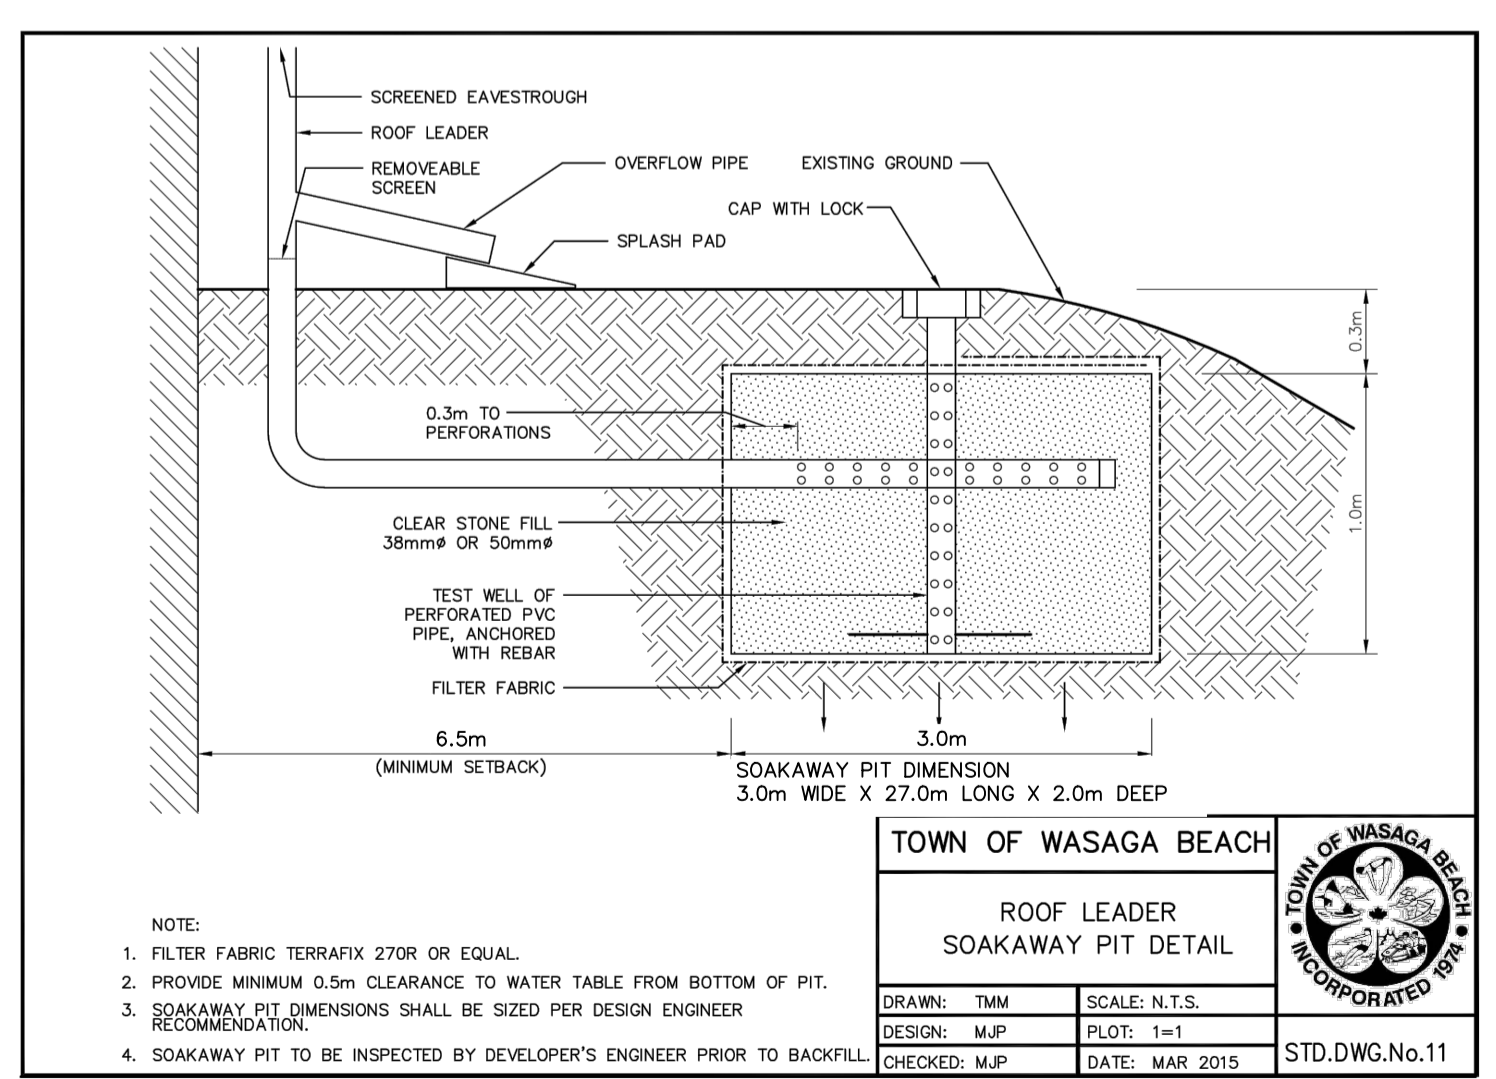 SCREENED EAVESTROUGH
ROOF LEADER
REMOVEABLE
SCREEN
OVERFLOW PIPE
EXISTING GROUND
CAP WITH LOCK
SPLASH PAD
0.3m
0.3m TO
PERFORATIONS
1.0m
CLEAR STONE FILL
38mmø OR 50mmø
TEST WELL OF
PERFORATED PVC
PIPE, ANCHORED
WITH REBAR
FILTER FABRIC
6.5m
(MINIMUM SETBACK)
3.0m
SOAKAWAY PIT DIMENSION
3.0m WIDE X 27.0m LONG X 2.0m DEEP
NOTE:
1. FILTER FABRIC TERRAFIX 270R OR EQUAL.
2. PROVIDE MINIMUM 0.5m CLEARANCE TO WATER TABLE FROM BOTTOM OF PIT.
3. SOAKAWAY PIT DIMENSIONS SHALL BE SIZED PER DESIGN ENGINEER
RECOMMENDATION.
4. SOAKAWAY PIT TO BE INSPECTED BY DEVELOPER'S ENGINEER PRIOR TO BACKFILL.
TOWN OF WASAGA BEACH
ROOF LEADER
SOAKAWAY PIT DETAIL
DRAWN: TMM
SCALE: N.T.S.
DESIGN: MJP
PLOT: 1=1
CHECKED: MJP
DATE: MAR 2015
TOWN OF WASAGA BEACH
INCORPORATED 1974
STD.DWG.No.11